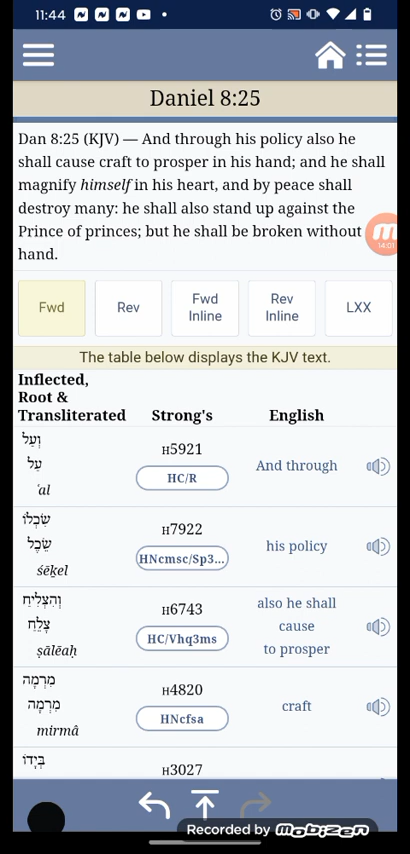 11:44
Daniel 8:25
Dan 8:25 (KJV) — And through his policy also he
shall cause craft to prosper in his hand; and he shall
magnify himself in his heart, and by peace shall
destroy many: he shall also stand up against the
Prince of princes; but he shall be broken without
hand.
14:01
Fwd
Rev
Fwd
Inline
Rev
Inline
LXX
The table below displays the KJV text.
Inflected,
Root &
Transliterated
Strong's
English
וְעַל
עַל
ʿal
H5921
HC/R
And through
שִׂכְלוֹ
שֵׂכֶל
śēḵel
H7922
HNcmsc/Sp3...
his policy
וְהִצְלִיחַ
צָלֵחַ
ṣālēaḥ
H6743
HC/Vhq3ms
also he shall
cause
to prosper
מִרְמָה
מִרְמָה
mirmâ
H4820
HNcfsa
craft
בְּיָדוֹ
H3027
Recorded by mobizen